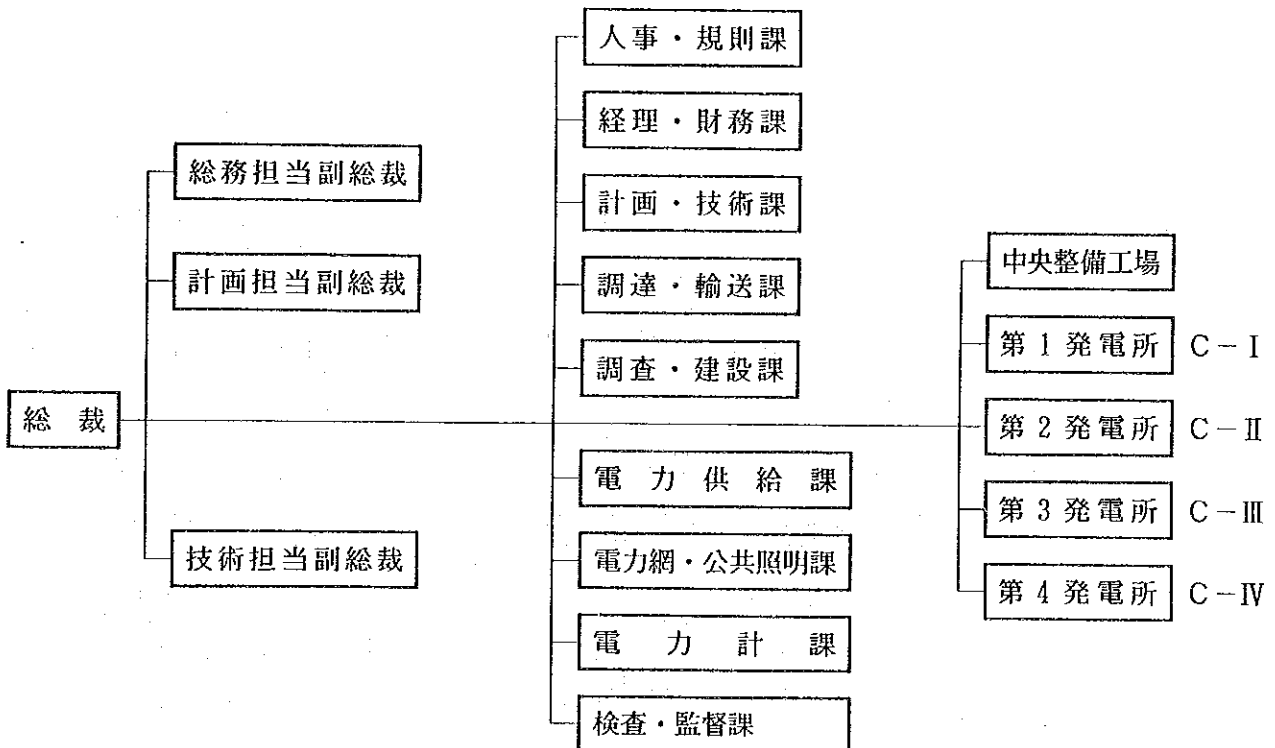 総裁
総務担当副総裁
計画担当副総裁
技術担当副総裁
人事・規則課
経理・財務課
計画・技術課
調達・輸送課
調査・建設課
電力供給課
電力網・公共照明課
電力計課
検査・監督課
中央整備工場
第1発電所 C-I
第2発電所 C-II
第3発電所 C-III
第4発電所 C-IV